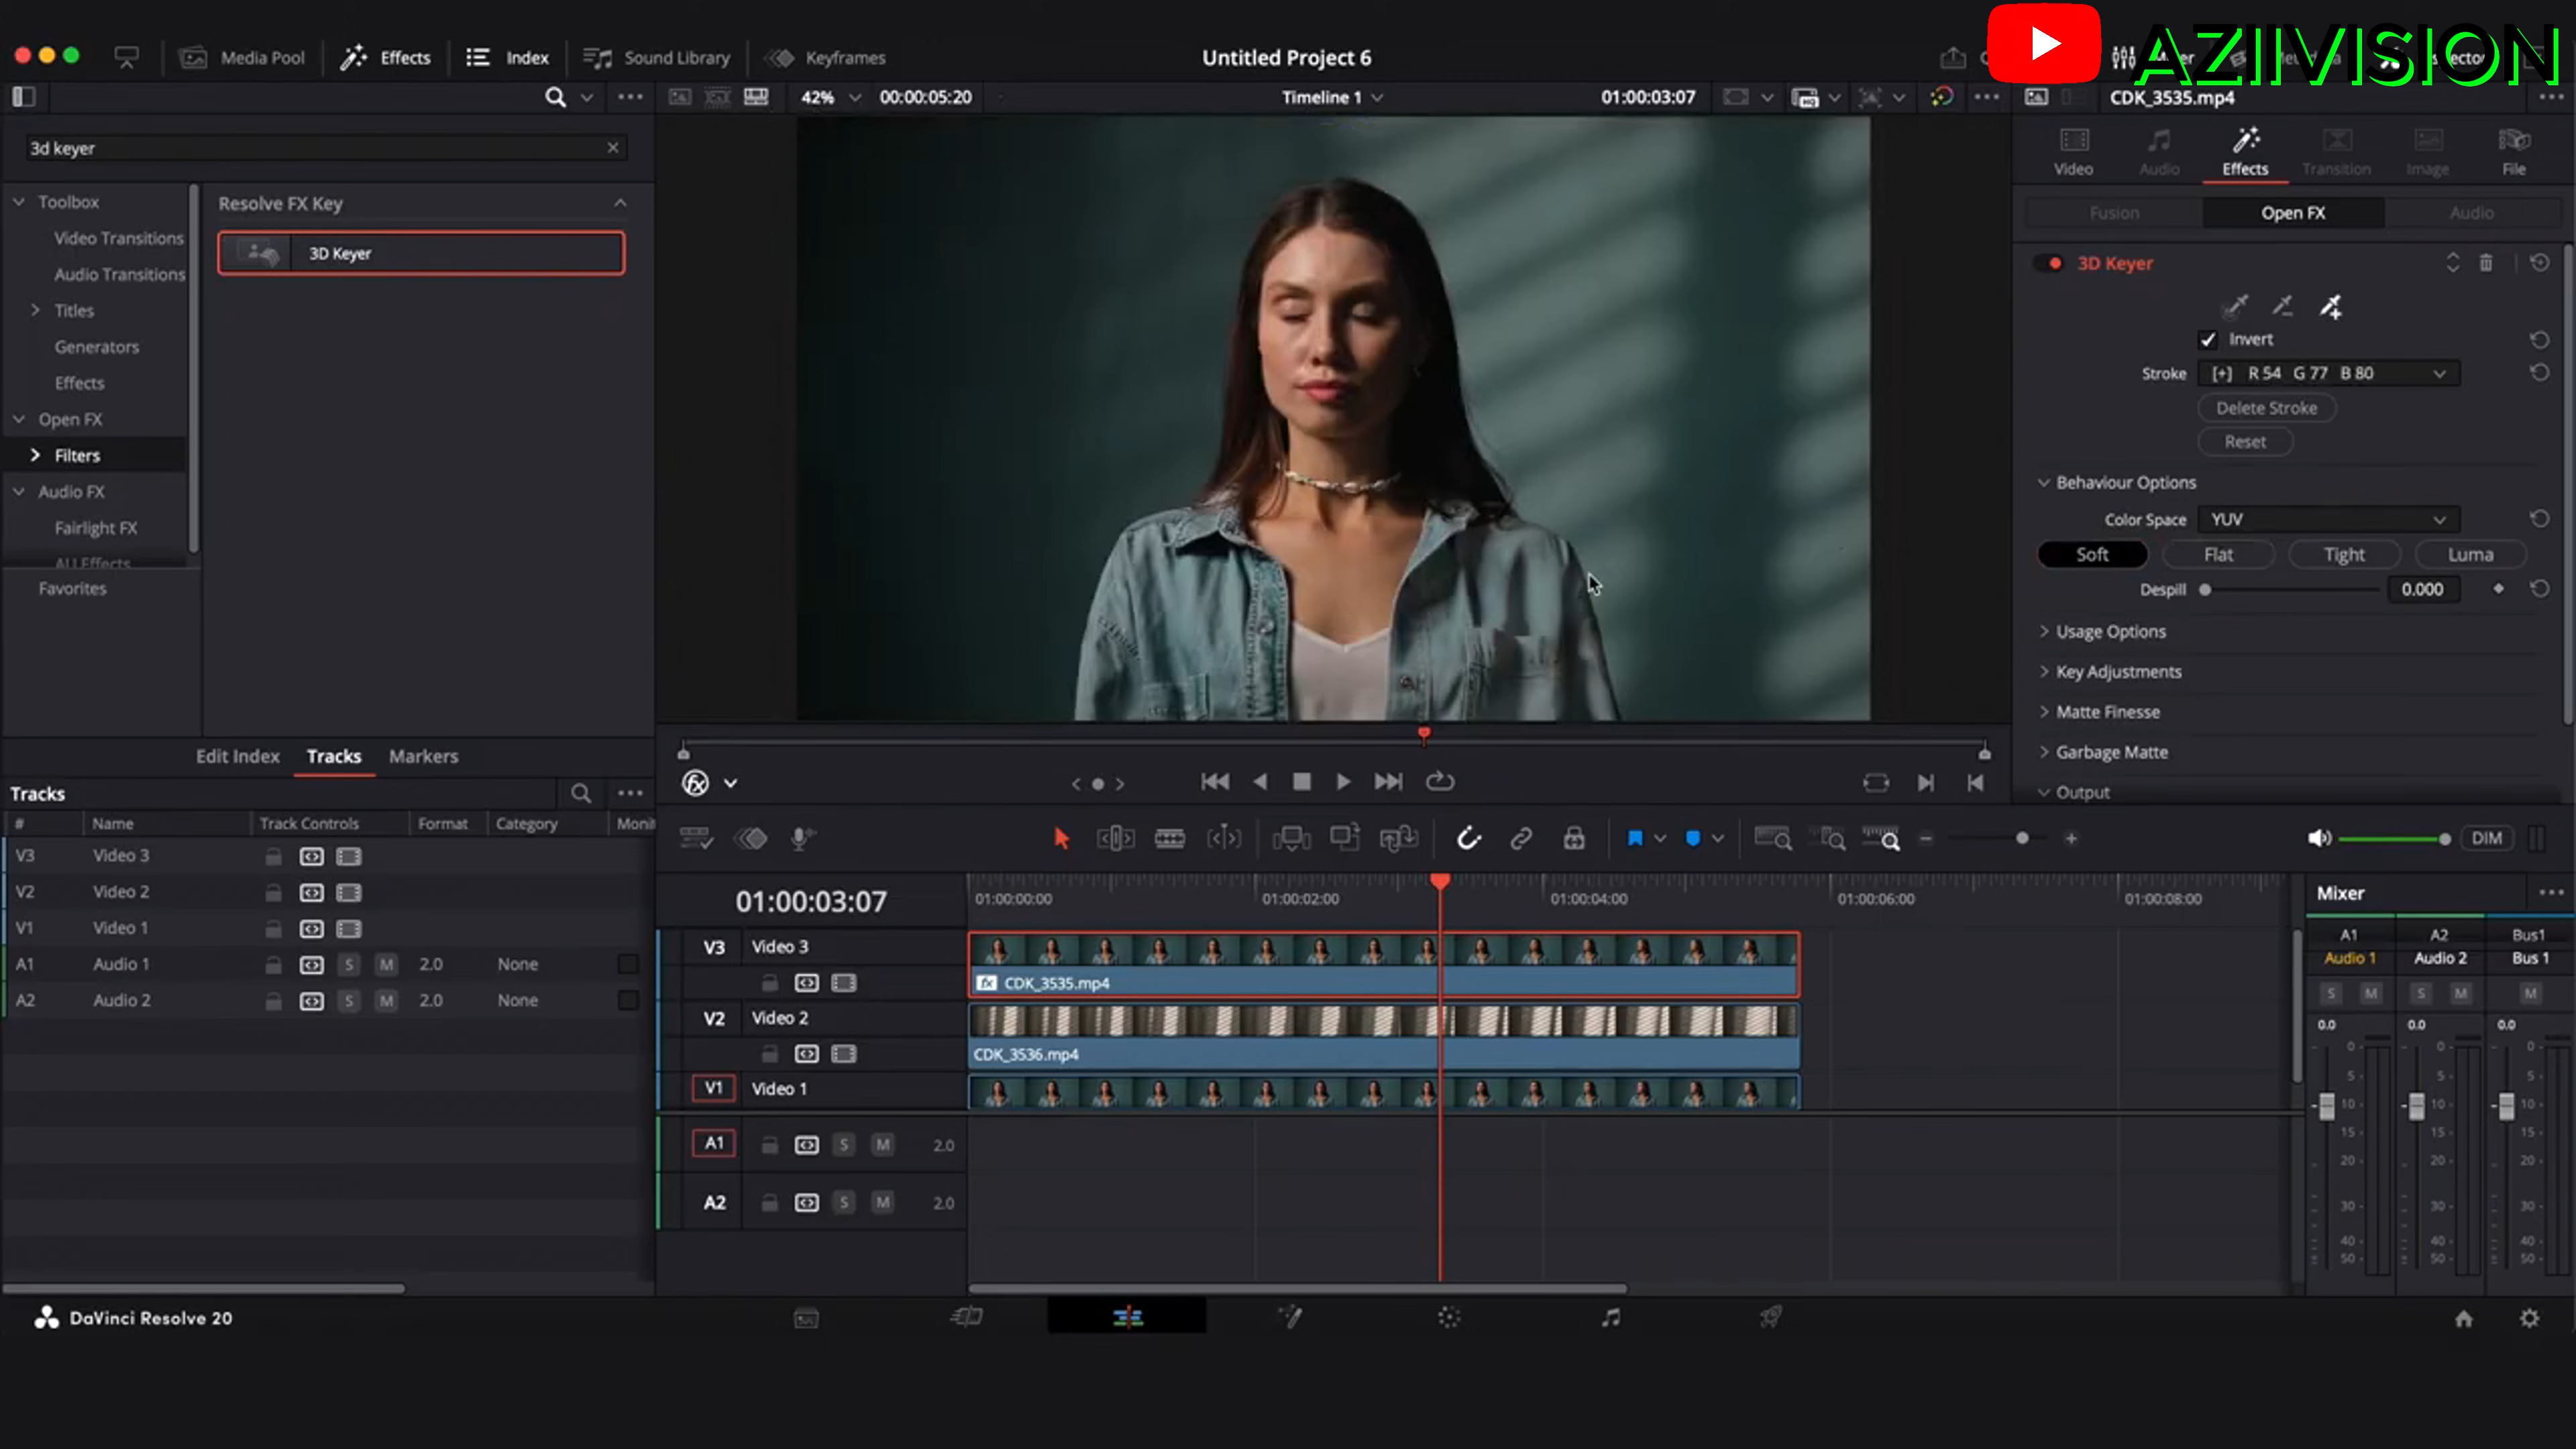 Media Pool
Effects
Index
Sound Library
Keyframes
Untitled Project 6
AZIIVISION
42%
00:00:05:20
Timeline 1
01:00:03:07
CDK_3535.mp4
3d keyer
Toolbox
Video Transitions
Audio Transitions
Titles
Generators
Effects
Open FX
Filters
Audio FX
Fairlight FX
All Effects
Favorites
Resolve FX Key
3D Keyer
Video
Audio
Effects
Transition
Image
File
Fusion
Open FX
Audio
3D Keyer
Invert
Stroke [+] R 54 G 77 B 80
Delete Stroke
Reset
Behaviour Options
Color Space YUV
Soft Flat Tight Luma
Despill 0.000
Usage Options
Key Adjustments
Matte Finesse
Garbage Matte
Output
Edit Index Tracks Markers
Tracks
# Name Track Controls Format Category
V3 Video 3
V2 Video 2
V1 Video 1
A1 Audio 1 S M 2.0 None
A2 Audio 2 S M 2.0 None
DIM
01:00:03:07
01:00:00:00 01:00:02:00 01:00:04:00 01:00:06:00 01:00:08:00
V3 Video 3
CDK_3535.mp4
V2 Video 2
CDK_3536.mp4
V1 Video 1
A1 S M 2.0
A2 S M 2.0
Mixer
A1 A2 Bus1
Audio 1 Audio 2 Bus 1
S M S M M
0.0 0.0 0.0
0 0 0
5 5 5
10 10 10
15 15 15
20 20 20
30 30 30
40 40 40
50 50 50
DaVinci Resolve 20